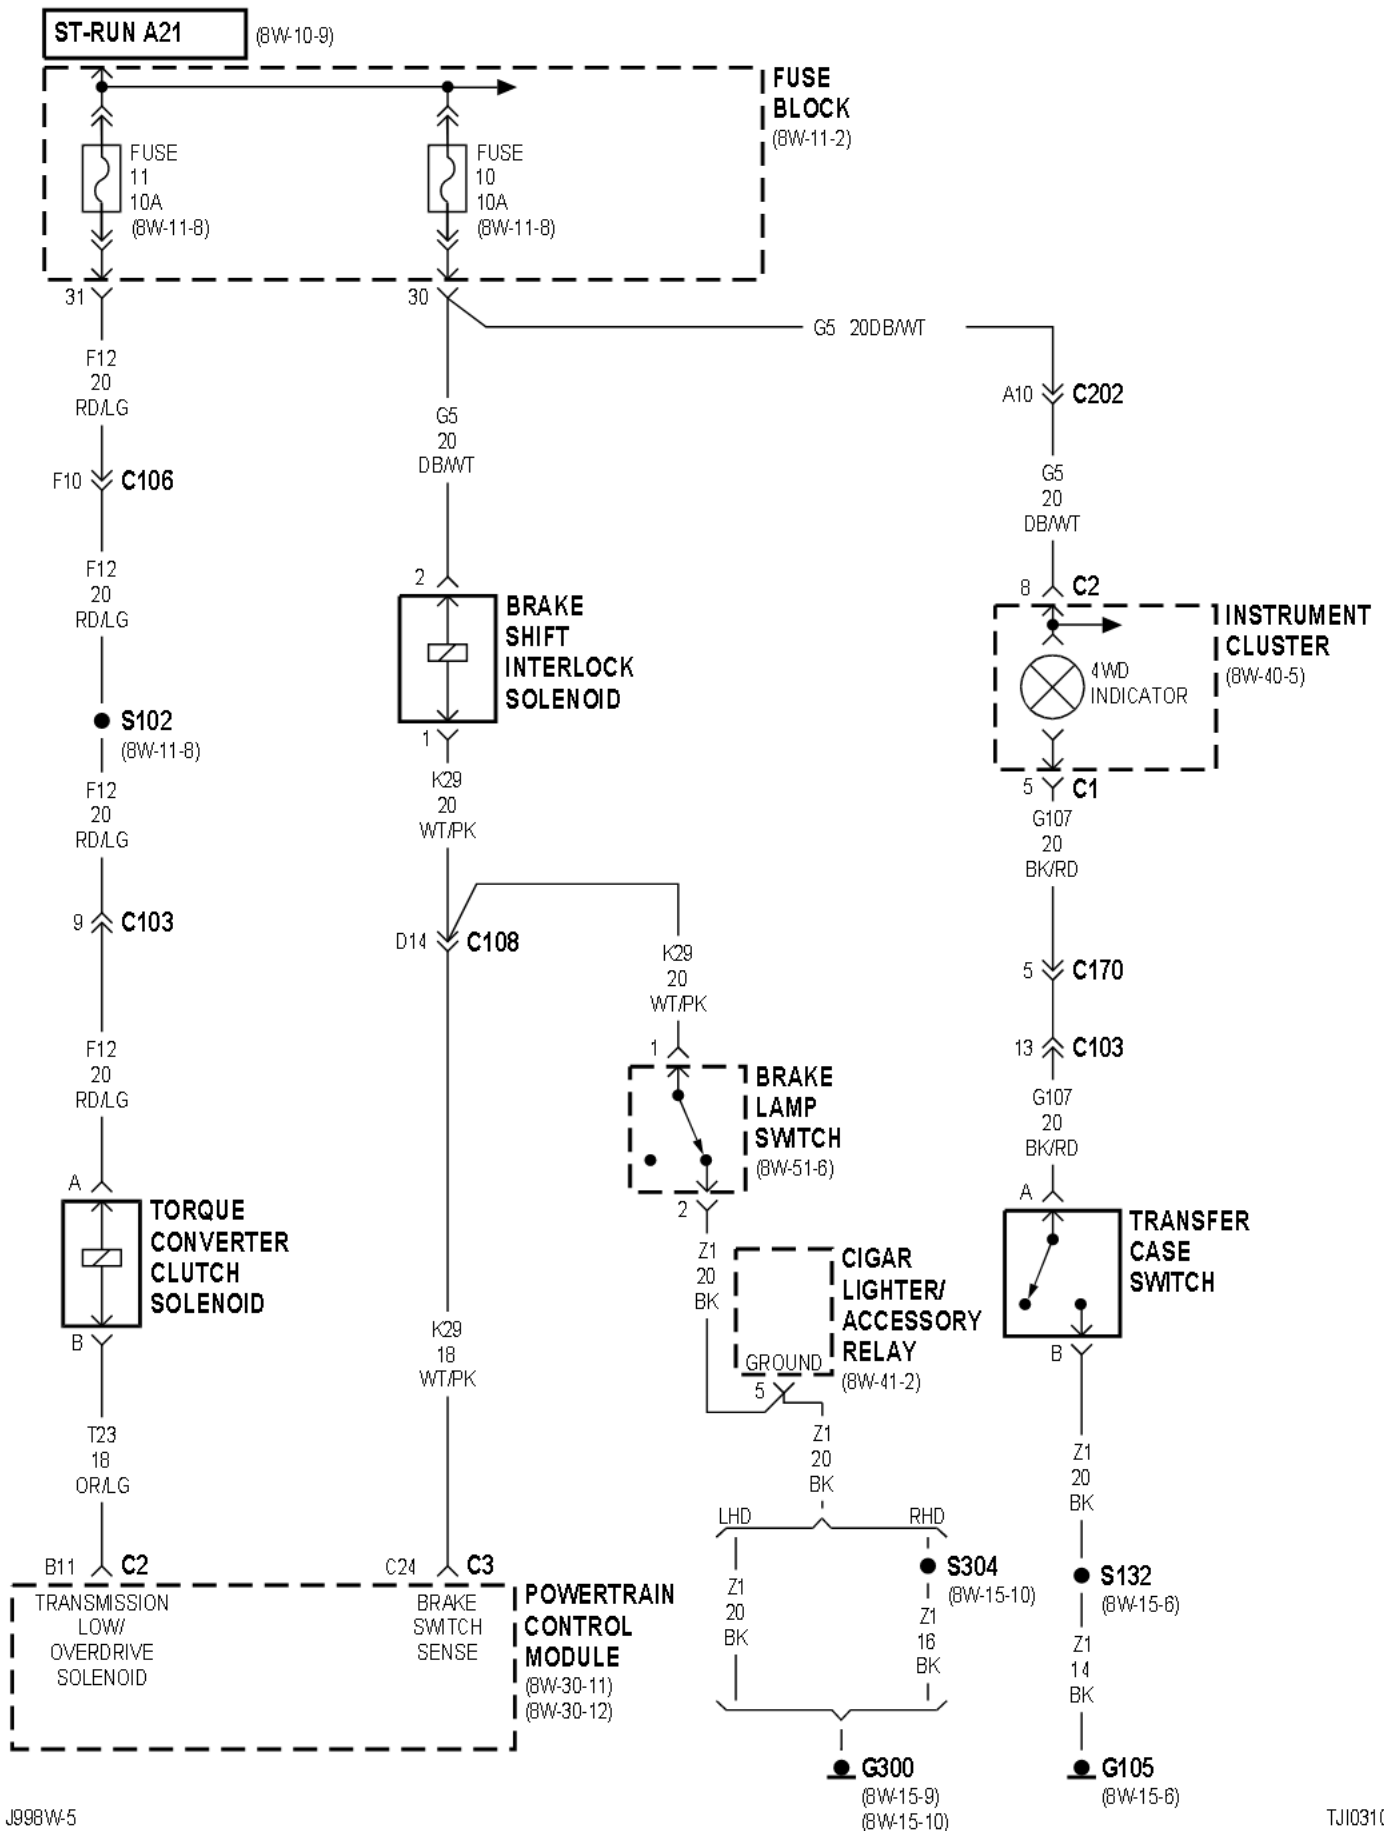 ST-RUN A21
(8W-10-9)
FUSE
BLOCK
(8W-11-2)
FUSE
11
10A
(8W-11-8)
FUSE
10
10A
(8W-11-8)
31
30
G5 20DB/WT
F12
20
RD/LG
A10
C202
G5
20
DB/WT
F10
C106
G5
20
DB/WT
F12
20
RD/LG
2
BRAKE
SHIFT
INTERLOCK
SOLENOID
8
C2
INSTRUMENT
CLUSTER
(8W-40-5)
4WD
INDICATOR
S102
(8W-11-8)
1
5
C1
F12
20
RD/LG
K29
20
WT/PK
G107
20
BK/RD
9
C103
D14
C108
K29
20
WT/PK
5
C170
13
C103
F12
20
RD/LG
1
BRAKE
LAMP
SWITCH
(8W-51-6)
G107
20
BK/RD
A
TORQUE
CONVERTER
CLUTCH
SOLENOID
2
A
TRANSFER
CASE
SWITCH
Z1
20
BK
CIGAR
LIGHTER/
ACCESSORY
RELAY
(8W-41-2)
GROUND
B
K29
18
WT/PK
5
B
T23
18
OR/LG
Z1
20
BK
Z1
20
BK
LHD
RHD
B11
C2
C24
C3
S304
(8W-15-10)
S132
(8W-15-6)
TRANSMISSION
LOW/
OVERDRIVE
SOLENOID
BRAKE
SWITCH
SENSE
POWERTRAIN
CONTROL
MODULE
(8W-30-11)
(8W-30-12)
Z1
20
BK
Z1
16
BK
Z1
14
BK
G300
(8W-15-9)
(8W-15-10)
G105
(8W-15-6)
J998W-5